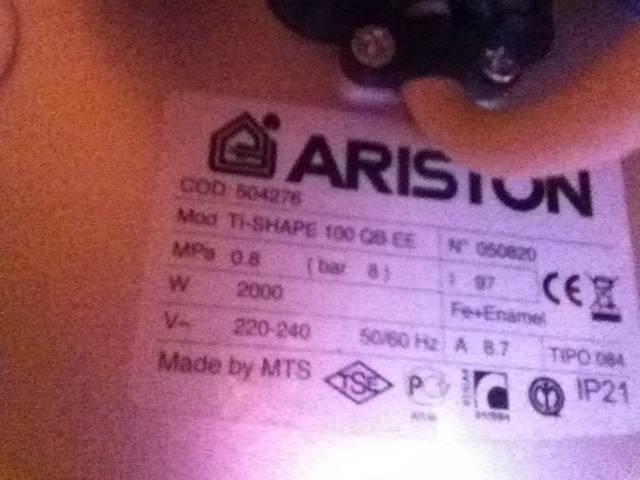 ARISTON
COD 504276
Mod TI-SHAPE 100 QB EE N° 050820
MPa 0.8 (bar 8) l 97
W 2000 Fe+Enamel
V~ 220-240 50/60 Hz A 8.7 TIPO 084
Made by MTS TSE IP21